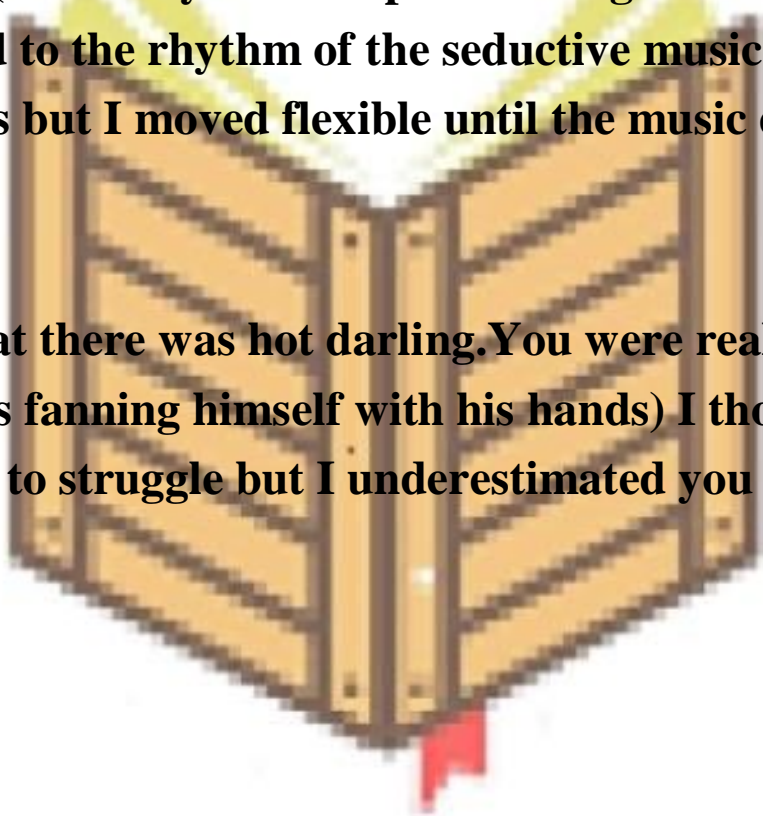 d to the rhythm of the seductive music
s but I moved flexible until the music
at there was hot darling.You were real
s fanning himself with his hands) I tho
to struggle but I underestimated you